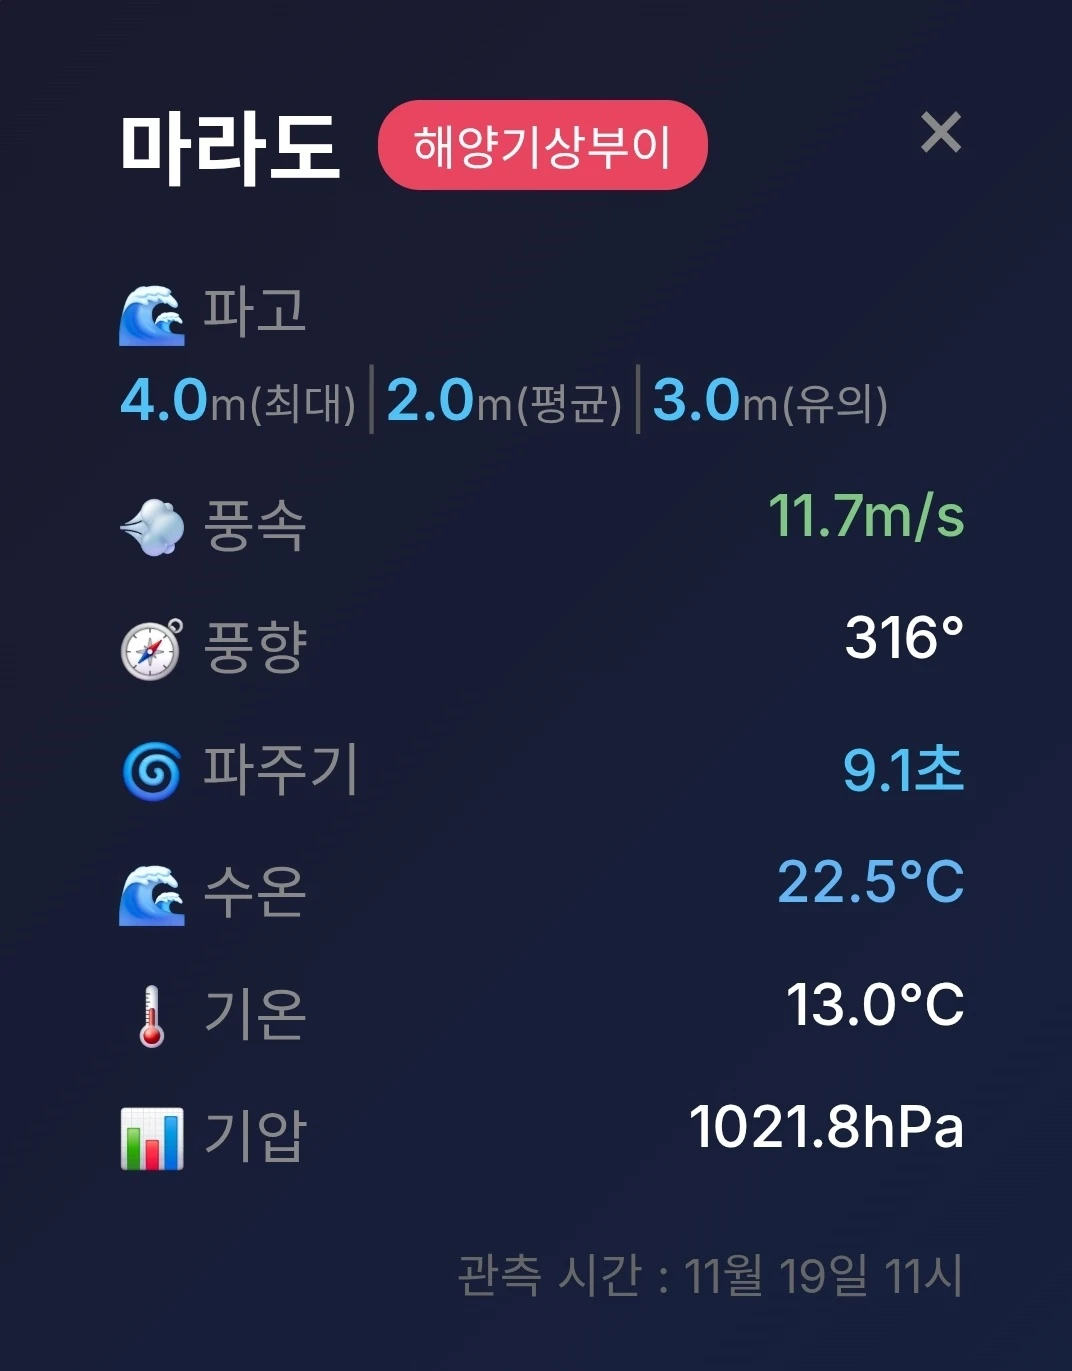 마라도 해양기상부이 ×
파고
4.0m(최대) | 2.0m(평균) | 3.0m(유의)
풍속 11.7m/s
풍향 316°
파주기 9.1초
수온 22.5°C
기온 13.0°C
기압 1021.8hPa
관측 시간 : 11월 19일 11시